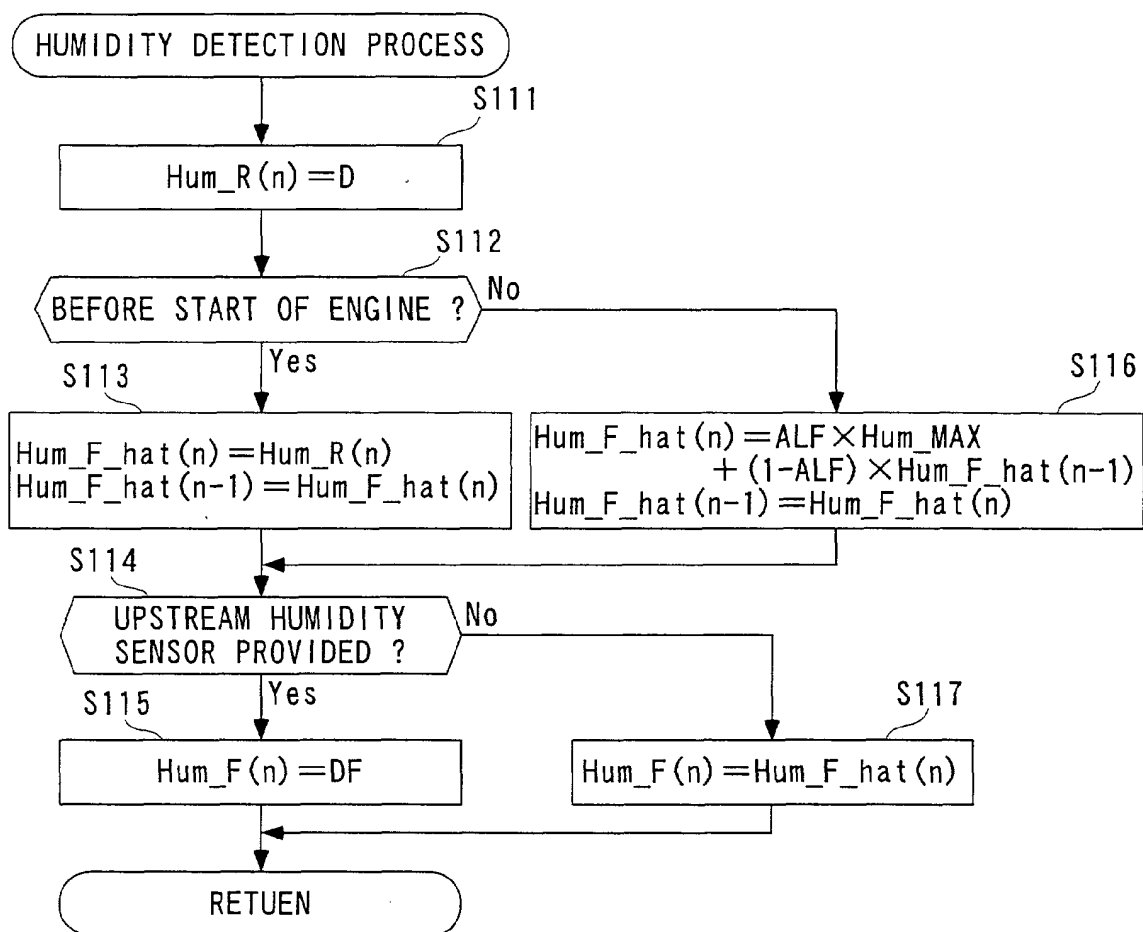 HUMIDITY DETECTION PROCESS
S111
Hum_R(n)=D
S112
BEFORE START OF ENGINE ?
No
Yes
S113
Hum_F_hat(n)=Hum_R(n)
Hum_F_hat(n-1)=Hum_F_hat(n)
S116
Hum_F_hat(n)=ALF×Hum_MAX
+(1-ALF)×Hum_F_hat(n-1)
Hum_F_hat(n-1)=Hum_F_hat(n)
S114
UPSTREAM HUMIDITY
SENSOR PROVIDED ?
No
Yes
S115
Hum_F(n)=DF
S117
Hum_F(n)=Hum_F_hat(n)
RETUEN